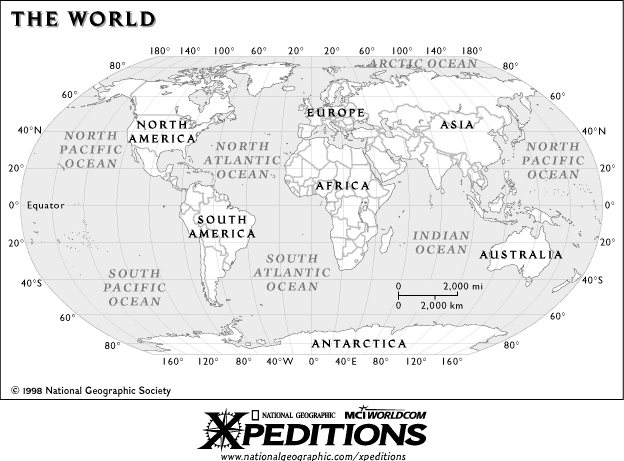 THE WORLD
180° 140° 100° 60° 20° 20° 60° 100° 140° 180°
ARCTIC OCEAN
80° 80°
60° 60°
EUROPE
NORTH AMERICA
ASIA
40°N 40°
NORTH PACIFIC OCEAN
NORTH ATLANTIC OCEAN
NORTH PACIFIC OCEAN
20° 20°
AFRICA
0° Equator 0°
SOUTH AMERICA
INDIAN OCEAN
20° 20°
AUSTRALIA
SOUTH PACIFIC OCEAN
SOUTH ATLANTIC OCEAN
40°S 40°S
0 2,000 mi
0 2,000 km
60° 60°
ANTARCTICA
80° 80°
160° 120° 80° 40°W 0° 40°E 80° 120° 160°
© 1998 National Geographic Society
NATIONAL GEOGRAPHIC MCI WORLDCOM
XPEDITIONS
www.nationalgeographic.com/xpeditions